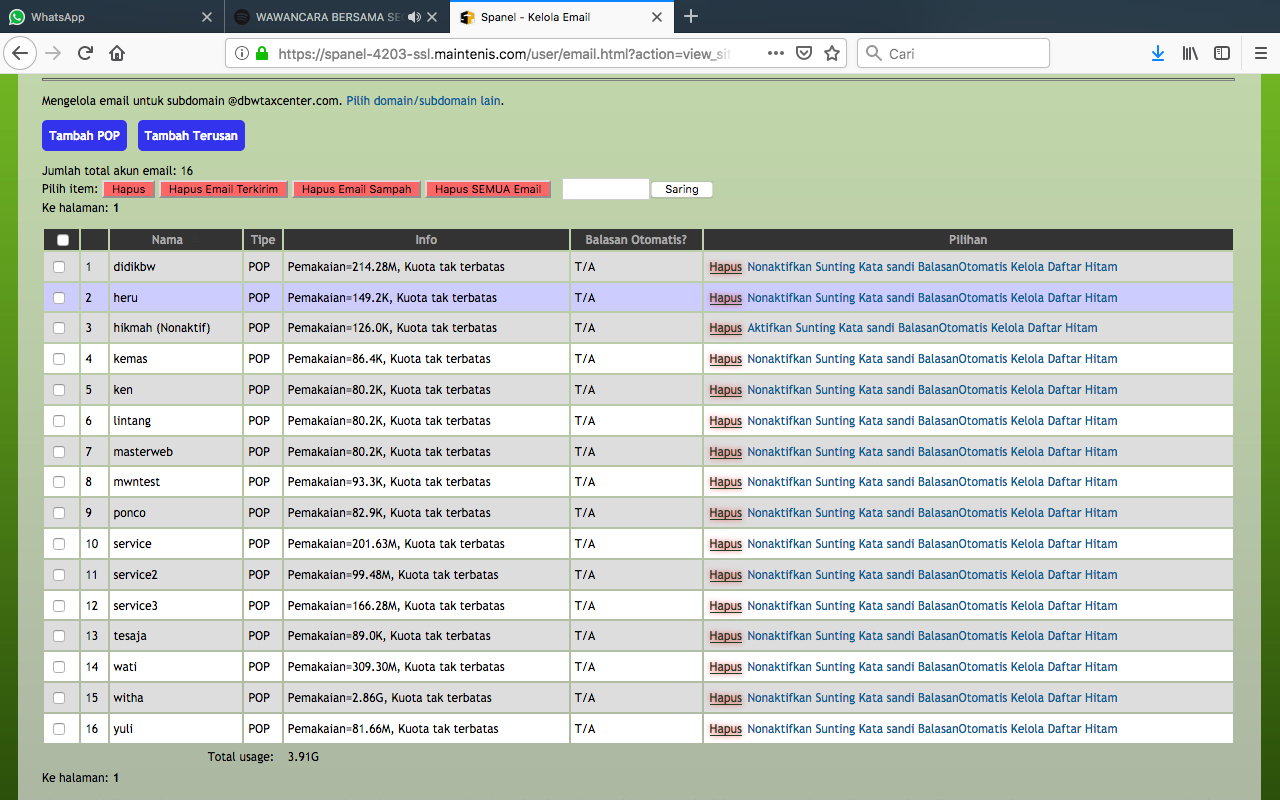 WhatsApp
WAWANCARA BERSAMA SE
Spanel - Kelola Email
https://spanel-4203-ssl.maintenis.com/user/email.html?action=view_sit
Cari
Mengelola email untuk subdomain @dbwtaxcenter.com. Pilih domain/subdomain lain.
Tambah POP Tambah Terusan
Jumlah total akun email: 16
Pilih item: Hapus Hapus Email Terkirim Hapus Email Sampah Hapus SEMUA Email Saring
Ke halaman: 1
Nama Tipe Info Balasan Otomatis? Pilihan
1 didikbw POP Pemakaian=214.28M, Kuota tak terbatas T/A Hapus Nonaktifkan Sunting Kata sandi BalasanOtomatis Kelola Daftar Hitam
2 heru POP Pemakaian=149.2K, Kuota tak terbatas T/A Hapus Nonaktifkan Sunting Kata sandi BalasanOtomatis Kelola Daftar Hitam
3 hikmah (Nonaktif) POP Pemakaian=126.0K, Kuota tak terbatas T/A Hapus Aktifkan Sunting Kata sandi BalasanOtomatis Kelola Daftar Hitam
4 kemas POP Pemakaian=86.4K, Kuota tak terbatas T/A Hapus Nonaktifkan Sunting Kata sandi BalasanOtomatis Kelola Daftar Hitam
5 ken POP Pemakaian=80.2K, Kuota tak terbatas T/A Hapus Nonaktifkan Sunting Kata sandi BalasanOtomatis Kelola Daftar Hitam
6 lintang POP Pemakaian=80.2K, Kuota tak terbatas T/A Hapus Nonaktifkan Sunting Kata sandi BalasanOtomatis Kelola Daftar Hitam
7 masterweb POP Pemakaian=80.2K, Kuota tak terbatas T/A Hapus Nonaktifkan Sunting Kata sandi BalasanOtomatis Kelola Daftar Hitam
8 mwntest POP Pemakaian=93.3K, Kuota tak terbatas T/A Hapus Nonaktifkan Sunting Kata sandi BalasanOtomatis Kelola Daftar Hitam
9 ponco POP Pemakaian=82.9K, Kuota tak terbatas T/A Hapus Nonaktifkan Sunting Kata sandi BalasanOtomatis Kelola Daftar Hitam
10 service POP Pemakaian=201.63M, Kuota tak terbatas T/A Hapus Nonaktifkan Sunting Kata sandi BalasanOtomatis Kelola Daftar Hitam
11 service2 POP Pemakaian=99.48M, Kuota tak terbatas T/A Hapus Nonaktifkan Sunting Kata sandi BalasanOtomatis Kelola Daftar Hitam
12 service3 POP Pemakaian=166.28M, Kuota tak terbatas T/A Hapus Nonaktifkan Sunting Kata sandi BalasanOtomatis Kelola Daftar Hitam
13 tesaja POP Pemakaian=89.0K, Kuota tak terbatas T/A Hapus Nonaktifkan Sunting Kata sandi BalasanOtomatis Kelola Daftar Hitam
14 wati POP Pemakaian=309.30M, Kuota tak terbatas T/A Hapus Nonaktifkan Sunting Kata sandi BalasanOtomatis Kelola Daftar Hitam
15 witha POP Pemakaian=2.86G, Kuota tak terbatas T/A Hapus Nonaktifkan Sunting Kata sandi BalasanOtomatis Kelola Daftar Hitam
16 yuli POP Pemakaian=81.66M, Kuota tak terbatas T/A Hapus Nonaktifkan Sunting Kata sandi BalasanOtomatis Kelola Daftar Hitam
Total usage: 3.91G
Ke halaman: 1